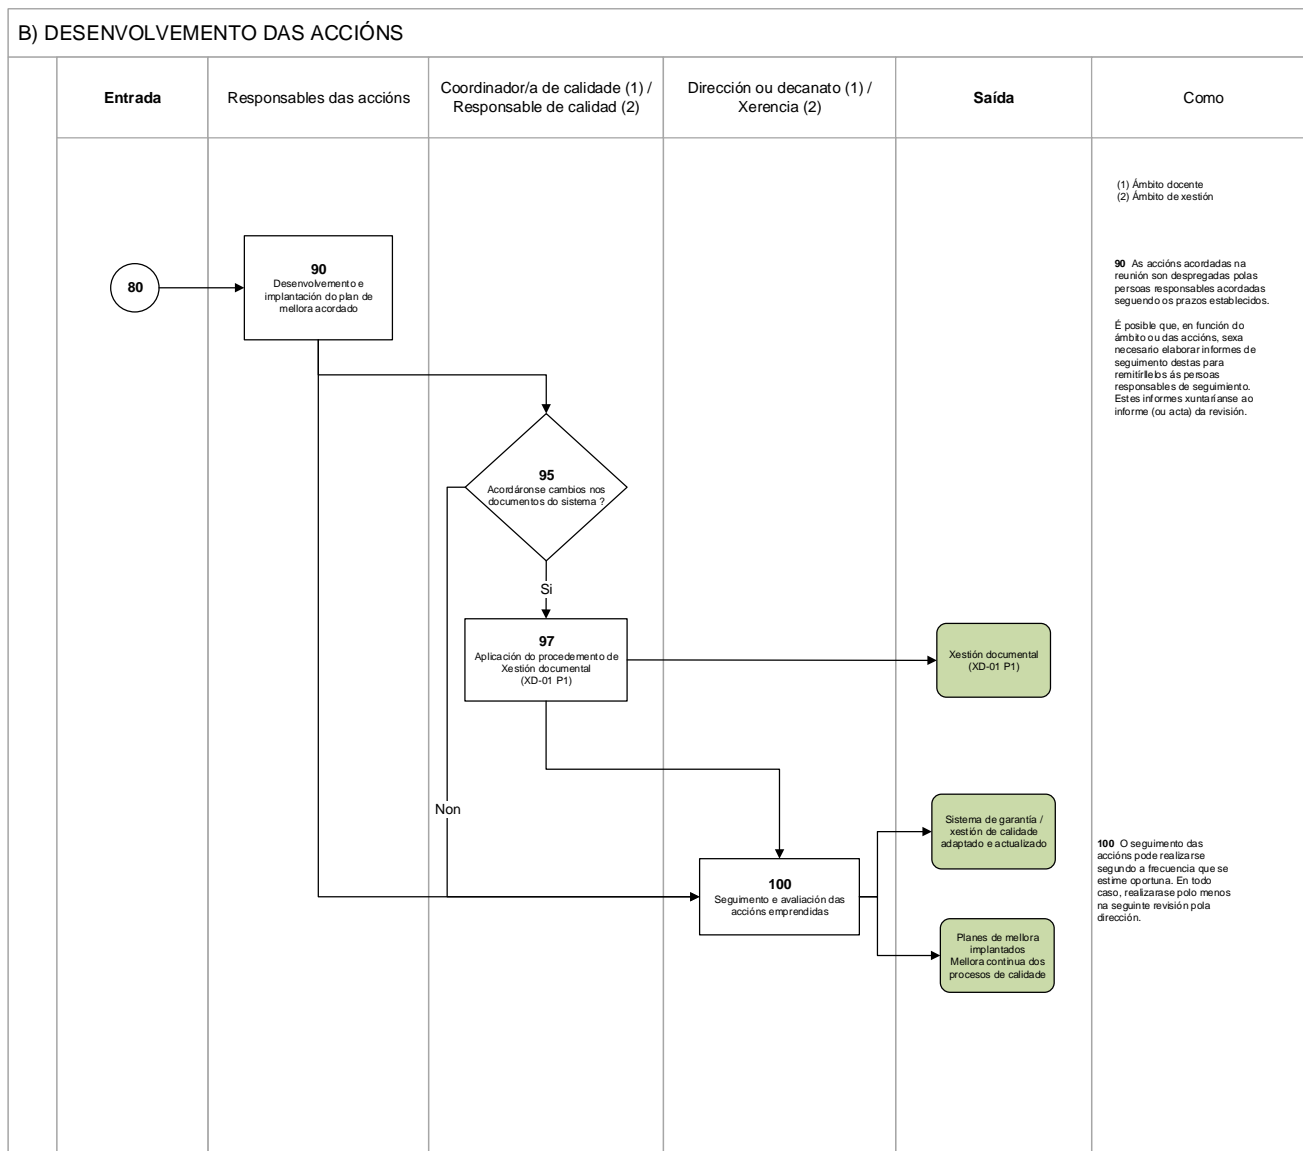 B) DESENVOLVEMENTO DAS ACCIÓNS
Entrada
Responsables das accións
Coordinador/a de calidade (1) /
Responsable de calidad (2)
Dirección ou decanato (1) /
Xerencia (2)
Saída
Como
(1) Ámbito docente
(2) Ámbito de xestión
80
90
Desenvolvemento e
implantación do plan de
mellora acordado
90 As accións acordadas na
reunión son despregadas polas
persoas responsables acordadas
seguendo os prazos establecidos.
É posible que, en función do
ámbito ou das accións, sexa
necesario elaborar informes de
seguimento destas para
remitírllelos ás persoas
responsables de seguimiento.
Estes informes xuntaríanse ao
informe (ou acta) da revisión.
95
Acordáronse cambios nos
documentos do sistema ?
Si
97
Aplicación do procedemento de
Xestión documental
(XD-01 P1)
Xestión documental
(XD-01 P1)
Non
Sistema de garantía /
xestión de calidade
adaptado e actualizado
100
Seguimento e avaliación das
accións emprendidas
100 O seguimento das
accións pode realizarse
segundo a frecuencia que se
estime oportuna. En todo
caso, realizarase polo menos
na seguinte revisión pola
dirección.
Planes de mellora
implantados
Mellora continua dos
procesos de calidade